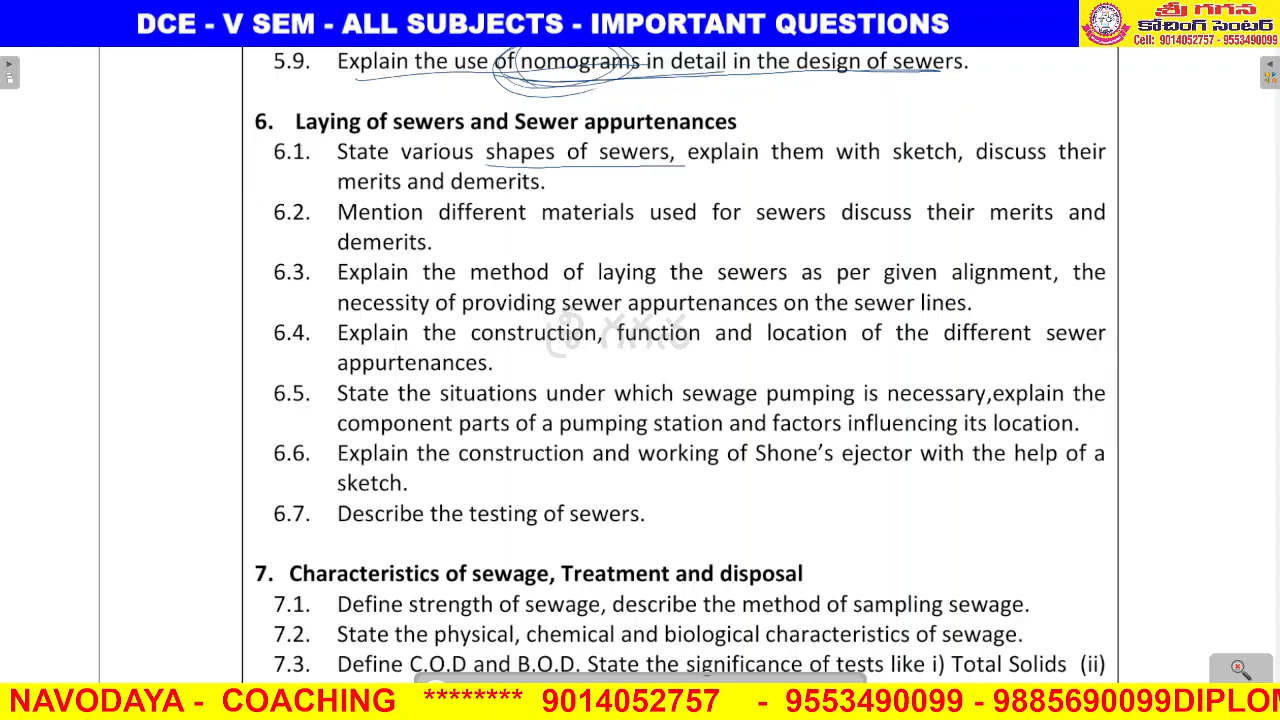 DCE - V SEM - ALL SUBJECTS - IMPORTANT QUESTIONS
శ్రీ గగన
కోచింగ్ సెంటర్
Cell: 9014052757 - 9553490099
5.9. Explain the use of nomograms in detail in the design of sewers.
6. Laying of sewers and Sewer appurtenances
6.1. State various shapes of sewers, explain them with sketch, discuss their
merits and demerits.
6.2. Mention different materials used for sewers discuss their merits and
demerits.
6.3. Explain the method of laying the sewers as per given alignment, the
necessity of providing sewer appurtenances on the sewer lines.
6.4. Explain the construction, function and location of the different sewer
appurtenances.
6.5. State the situations under which sewage pumping is necessary,explain the
component parts of a pumping station and factors influencing its location.
6.6. Explain the construction and working of Shone’s ejector with the help of a
sketch.
6.7. Describe the testing of sewers.
7. Characteristics of sewage, Treatment and disposal
7.1. Define strength of sewage, describe the method of sampling sewage.
7.2. State the physical, chemical and biological characteristics of sewage.
7.3. Define C.O.D and B.O.D. State the significance of tests like i) Total Solids (ii)
NAVODAYA - COACHING ******** 9014052757 - 9553490099 - 9885690099DIPLOM